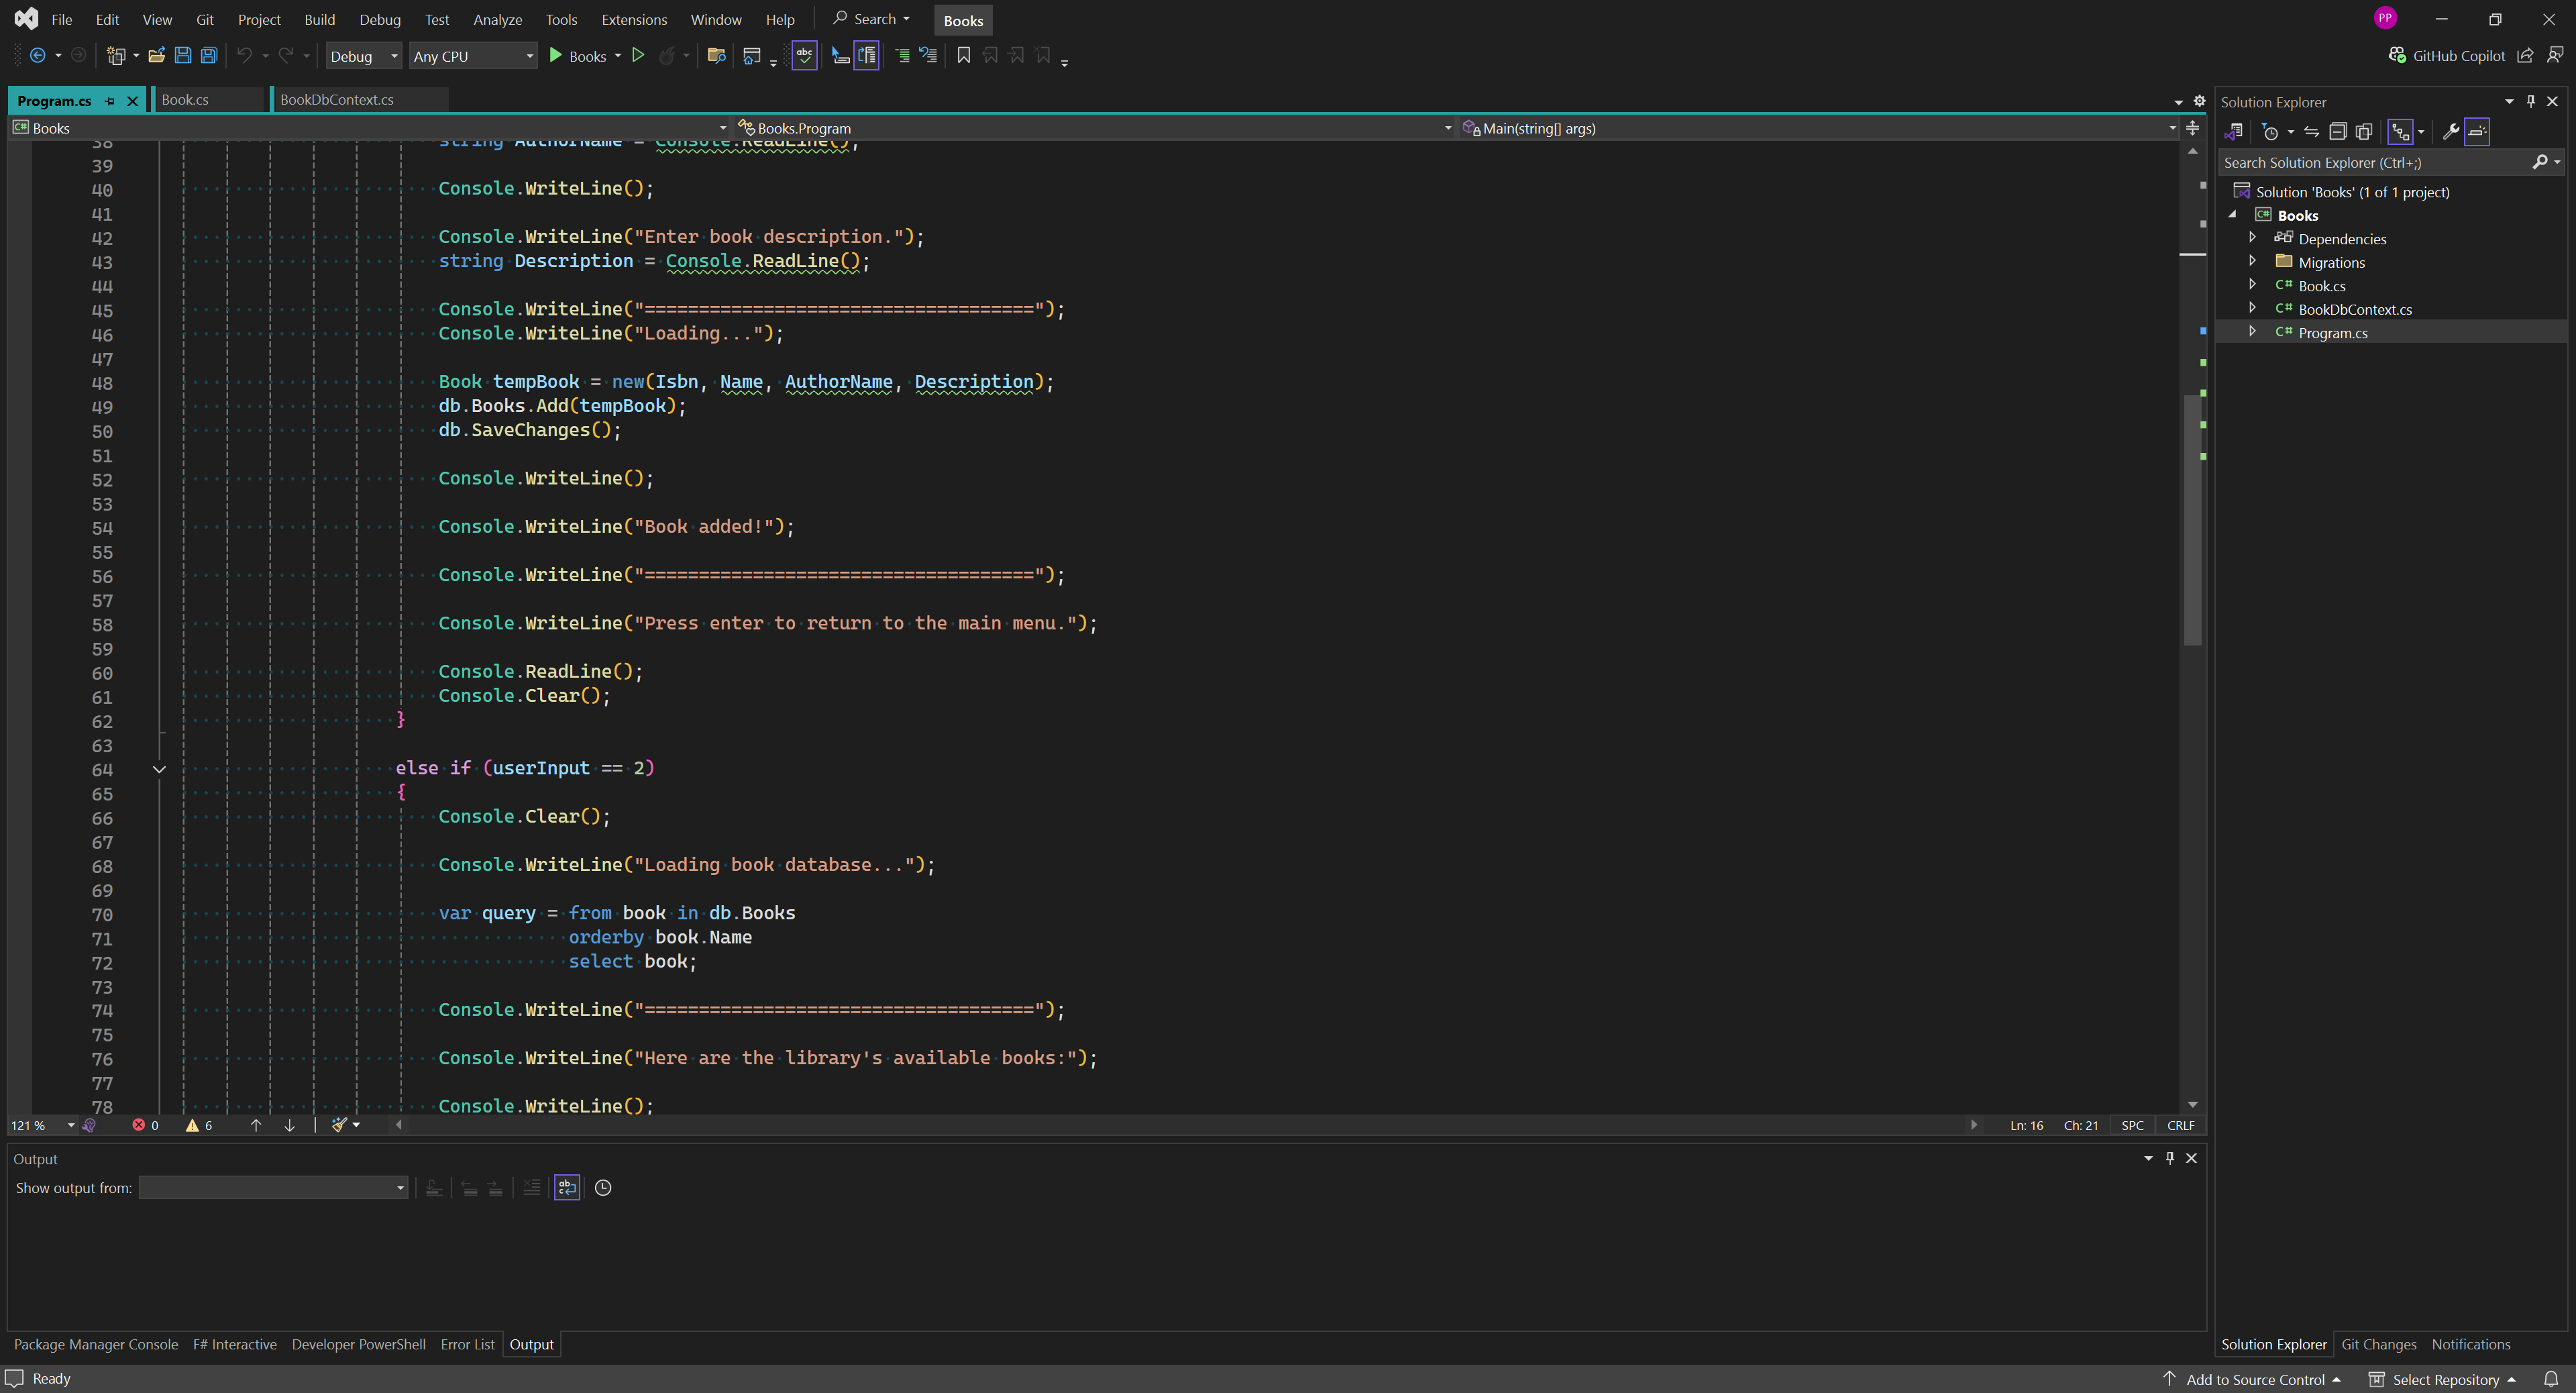 File Edit View Git Project Build Debug Test Analyze Tools Extensions Window Help Search Books PP
Debug Any CPU Books GitHub Copilot
Program.cs Book.cs BookDbContext.cs
Books Books.Program Main(string[] args)
38 string AuthorName = Console.ReadLine();
39
40 Console.WriteLine();
41
42 Console.WriteLine("Enter book description.");
43 string Description = Console.ReadLine();
44
45 Console.WriteLine("====================================");
46 Console.WriteLine("Loading...");
47
48 Book tempBook = new(Isbn, Name, AuthorName, Description);
49 db.Books.Add(tempBook);
50 db.SaveChanges();
51
52 Console.WriteLine();
53
54 Console.WriteLine("Book added!");
55
56 Console.WriteLine("====================================");
57
58 Console.WriteLine("Press enter to return to the main menu.");
59
60 Console.ReadLine();
61 Console.Clear();
62 }
63
64 else if (userInput == 2)
65 {
66 Console.Clear();
67
68 Console.WriteLine("Loading book database...");
69
70 var query = from book in db.Books
71 orderby book.Name
72 select book;
73
74 Console.WriteLine("====================================");
75
76 Console.WriteLine("Here are the library's available books:");
77
78 Console.WriteLine();
121 % 0 6 Ln: 16 Ch: 21 SPC CRLF
Output
Show output from:
Package Manager Console F# Interactive Developer PowerShell Error List Output
Solution Explorer
Search Solution Explorer (Ctrl+;)
Solution 'Books' (1 of 1 project)
C# Books
Dependencies
Migrations
C# Book.cs
C# BookDbContext.cs
C# Program.cs
Solution Explorer Git Changes Notifications
Ready Add to Source Control Select Repository